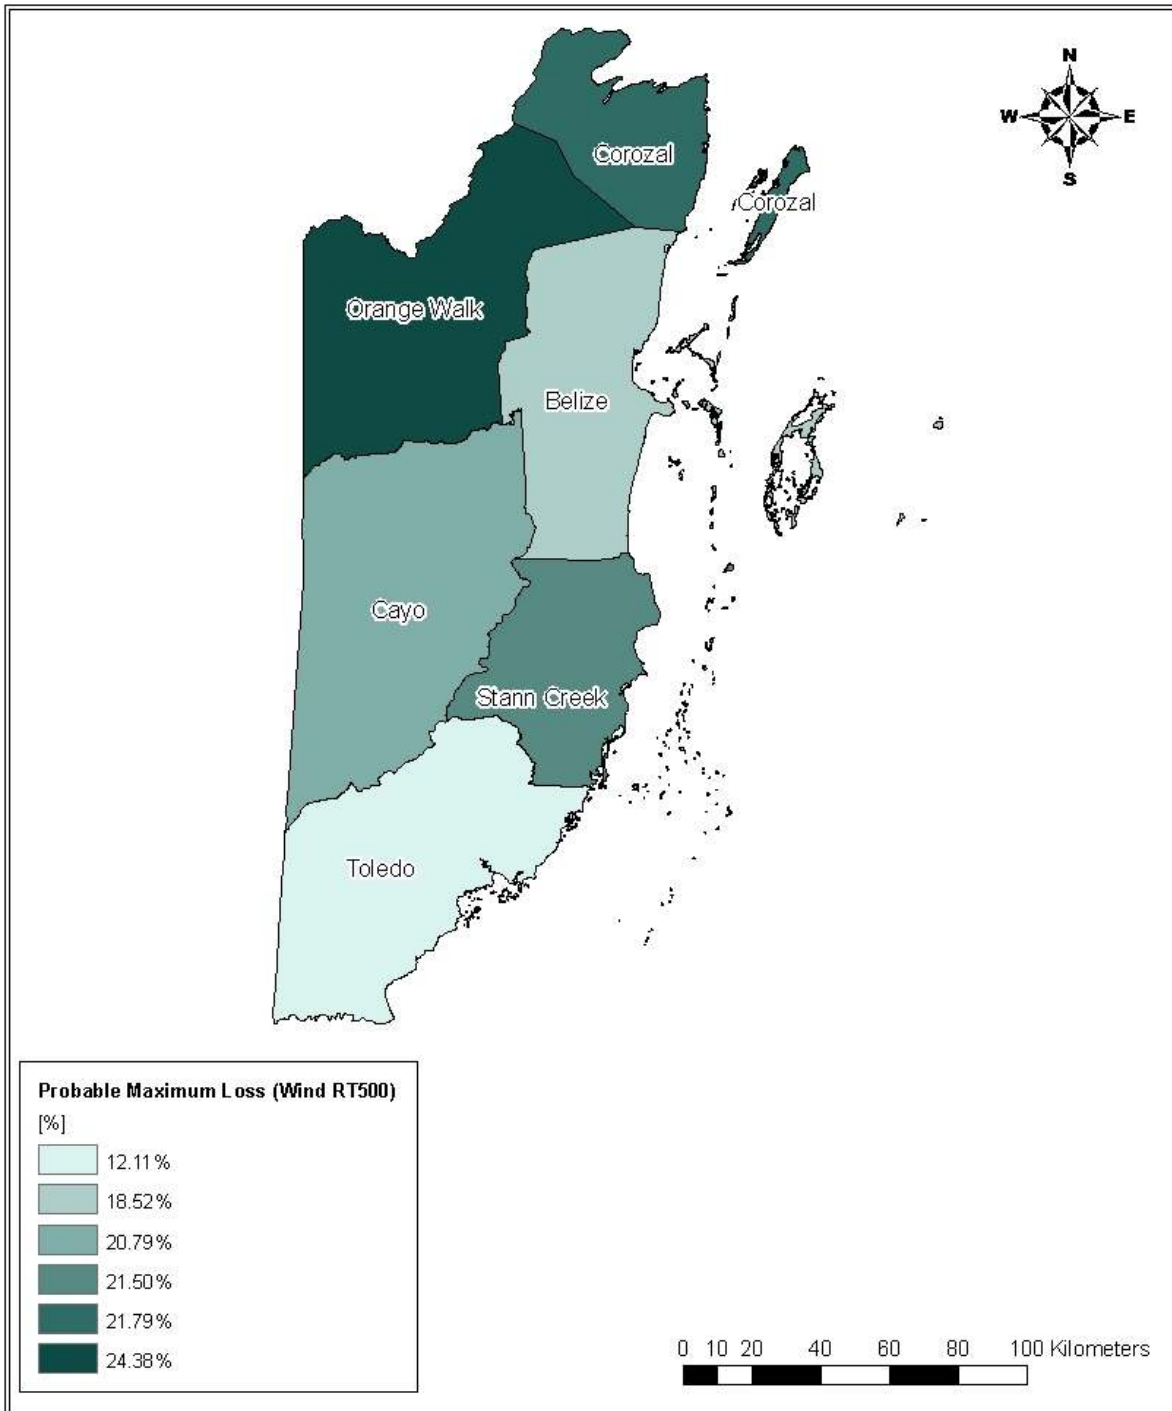 N
W E
S
Corozal
Corozal
Orange Walk
Belize
Cayo
Stann Creek
Toledo
Probable Maximum Loss (Wind RT500)
[%]
12.11%
18.52%
20.79%
21.50%
21.79%
24.38%
0 10 20 40 60 80 100 Kilometers